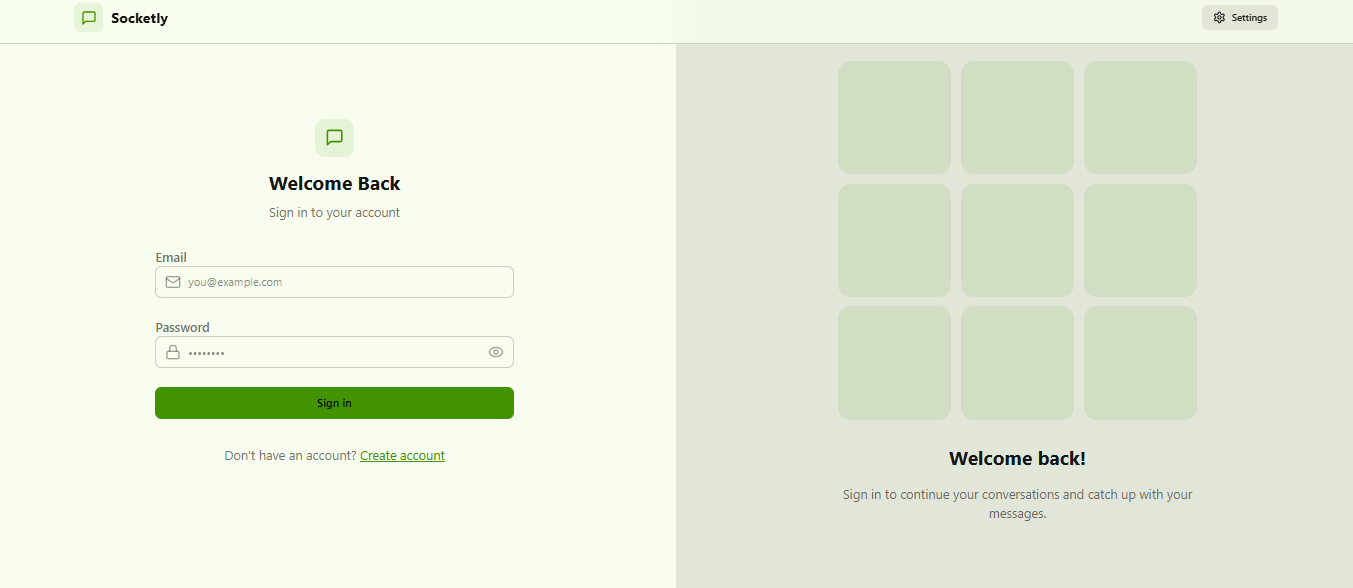 Socketly
Settings
Welcome Back
Sign in to your account
Email
you@example.com
Password
••••••••
Sign in
Don't have an account? Create account
Welcome back!
Sign in to continue your conversations and catch up with your
messages.